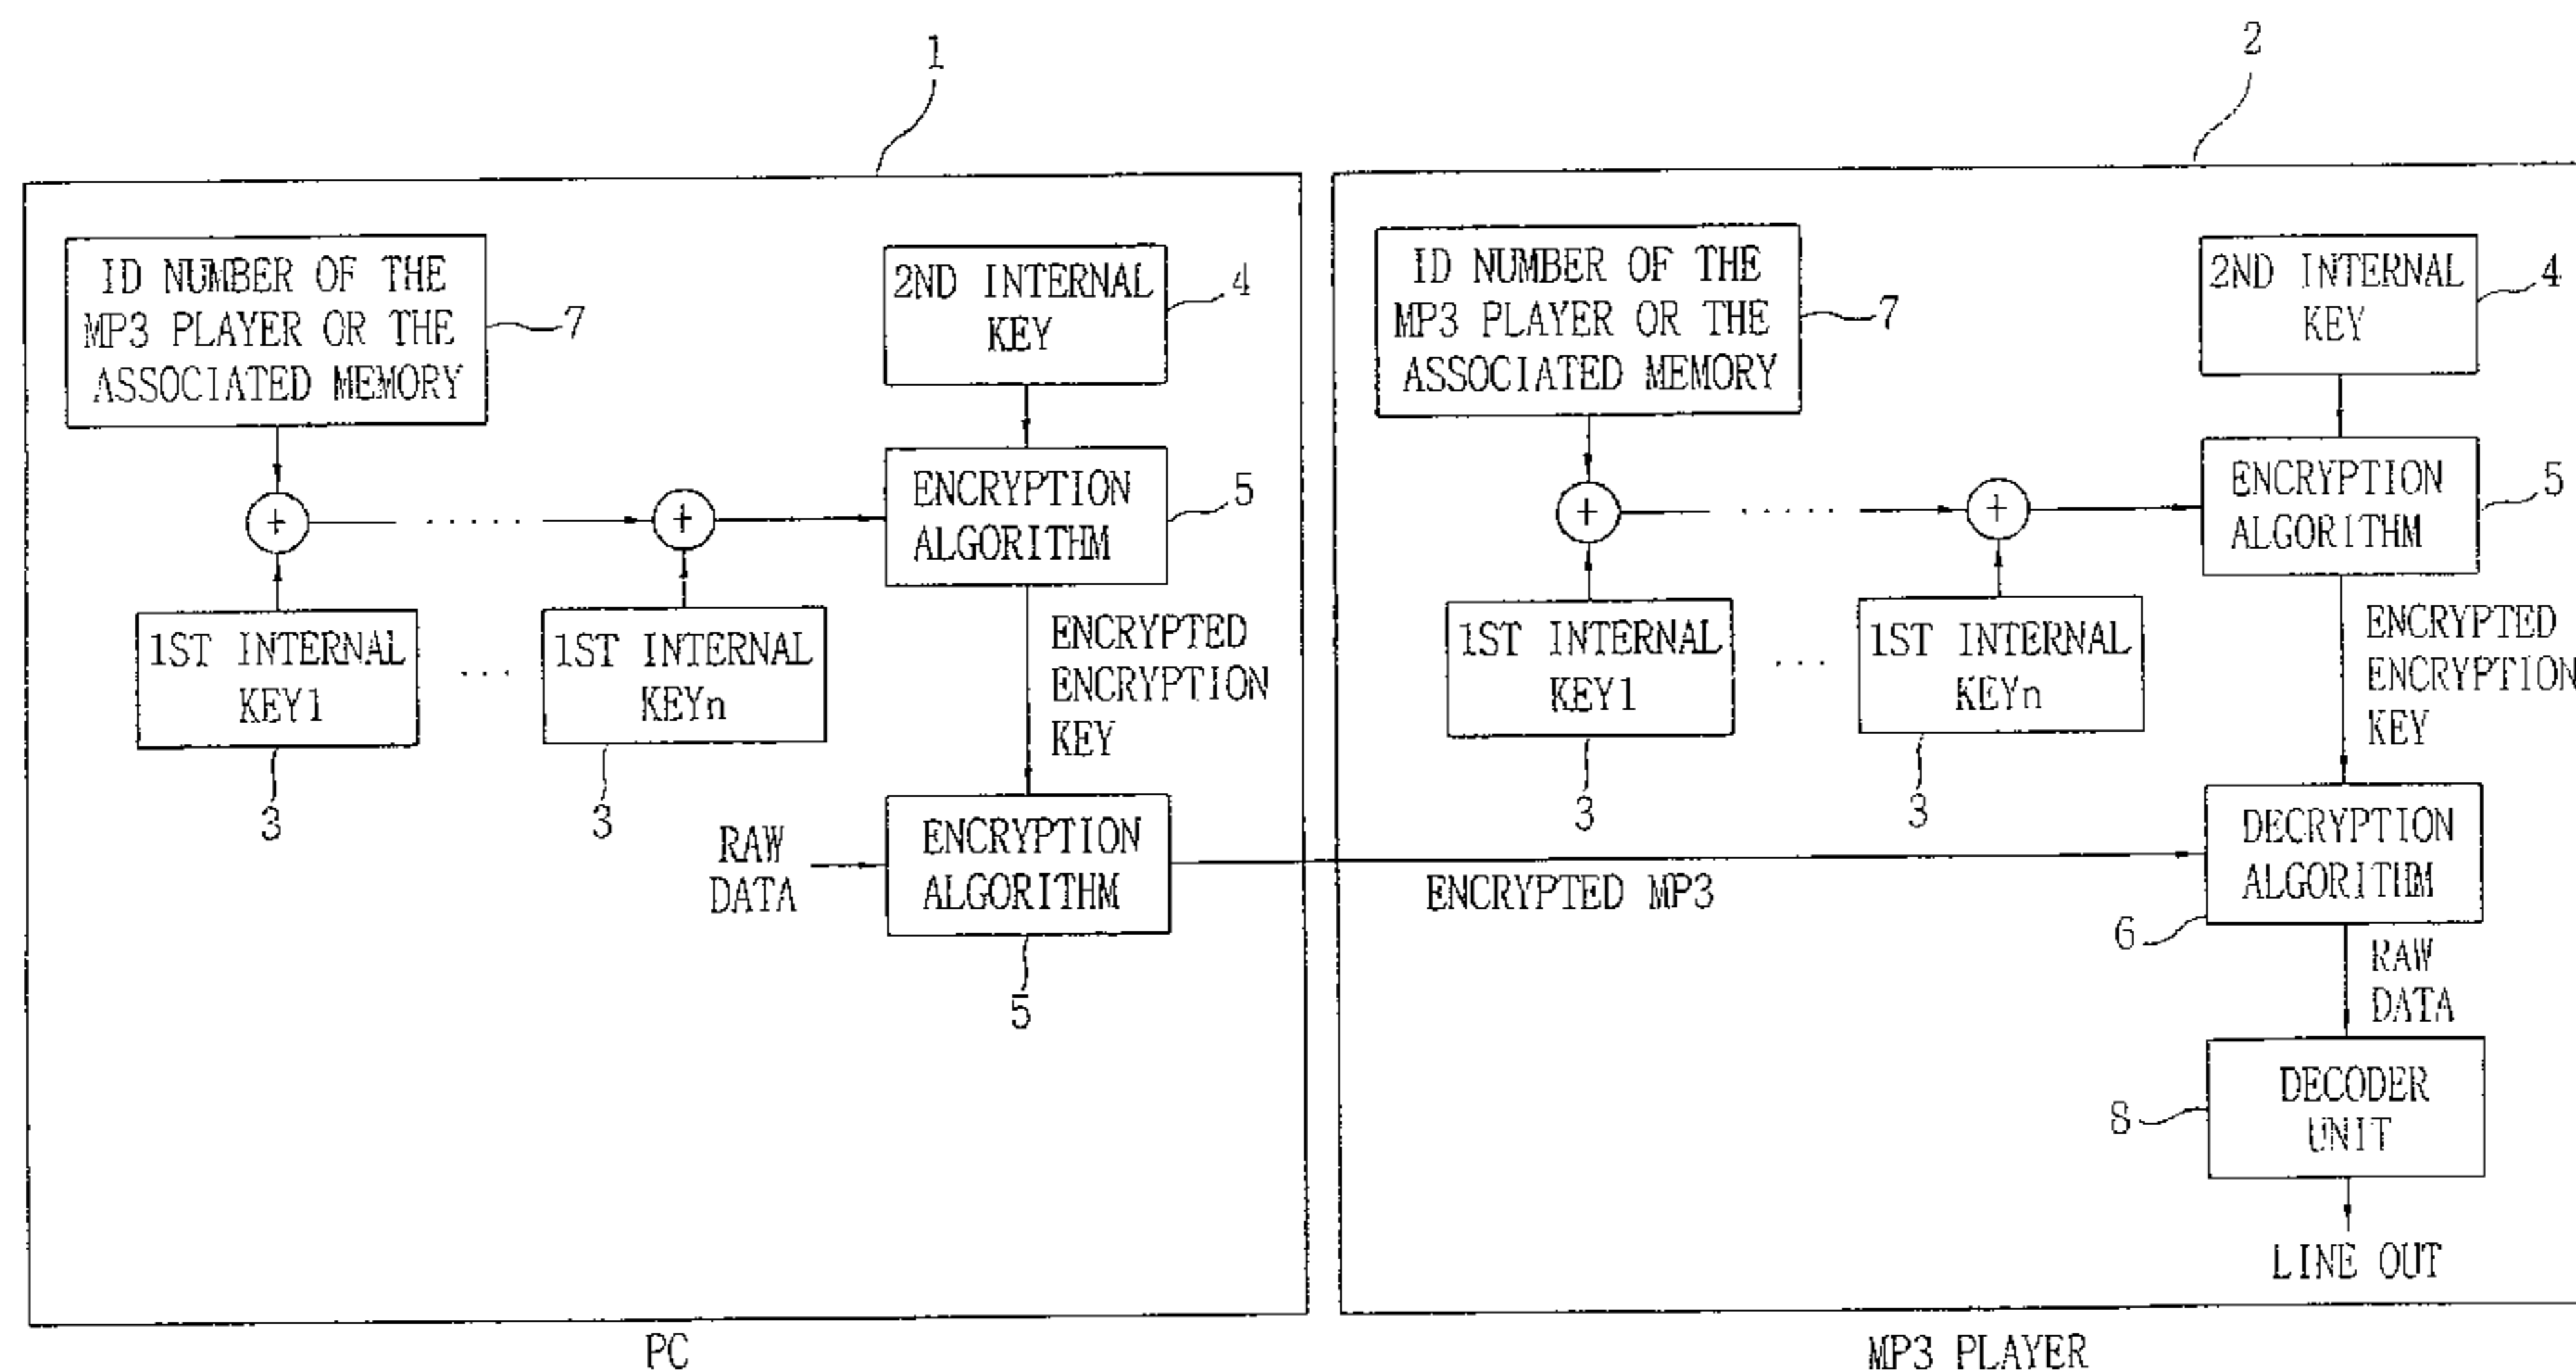 1
2
ID NUMBER OF THE
MP3 PLAYER OR THE
ASSOCIATED MEMORY
7
2ND INTERNAL
KEY
4
+
+
ENCRYPTION
ALGORITHM
5
1ST INTERNAL
KEY1
3
...
1ST INTERNAL
KEYn
3
ENCRYPTED
ENCRYPTION
KEY
RAW
DATA
ENCRYPTION
ALGORITHM
5
PC
ID NUMBER OF THE
MP3 PLAYER OR THE
ASSOCIATED MEMORY
7
2ND INTERNAL
KEY
4
+
+
ENCRYPTION
ALGORITHM
5
1ST INTERNAL
KEY1
3
...
1ST INTERNAL
KEYn
3
ENCRYPTED
ENCRYPTION
KEY
ENCRYPTED MP3
DECRYPTION
ALGORITHM
6
RAW
DATA
DECODER
UNIT
8
LINE OUT
MP3 PLAYER